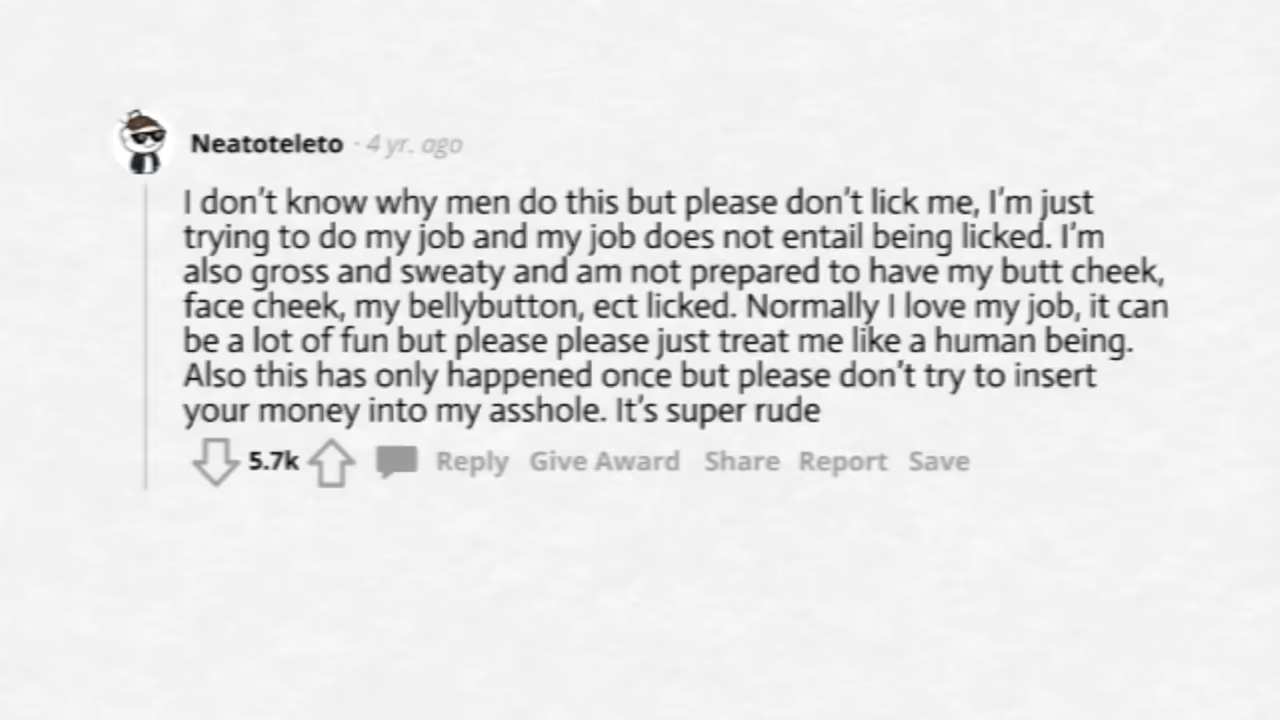 Neatoteleto · 4 yr. ago
I don't know why men do this but please don't lick me, I'm just
trying to do my job and my job does not entail being licked. I'm
also gross and sweaty and am not prepared to have my butt cheek,
face cheek, my bellybutton, ect licked. Normally I love my job, it can
be a lot of fun but please please just treat me like a human being.
Also this has only happened once but please don't try to insert
your money into my asshole. It's super rude
5.7k Reply Give Award Share Report Save